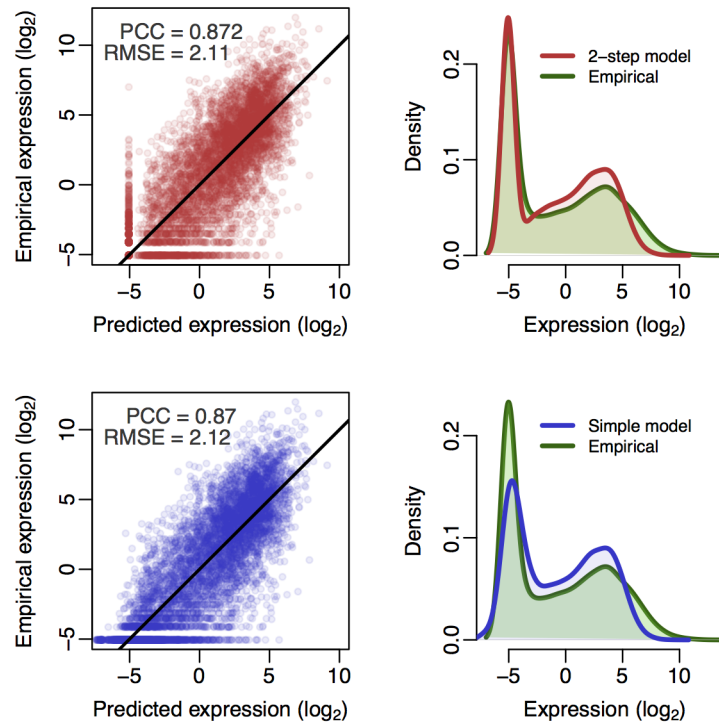 PCC = 0.872
RMSE = 2.11
Empirical expression (log2)
10
5
0
−5
−5 0 5 10
Predicted expression (log2)
2−step model
Empirical
Density
0.2
0.1
0.0
−5 0 5 10
Expression (log2)
PCC = 0.87
RMSE = 2.12
Empirical expression (log2)
10
5
0
−5
−5 0 5 10
Predicted expression (log2)
Simple model
Empirical
Density
0.2
0.1
0.0
−5 0 5 10
Expression (log2)